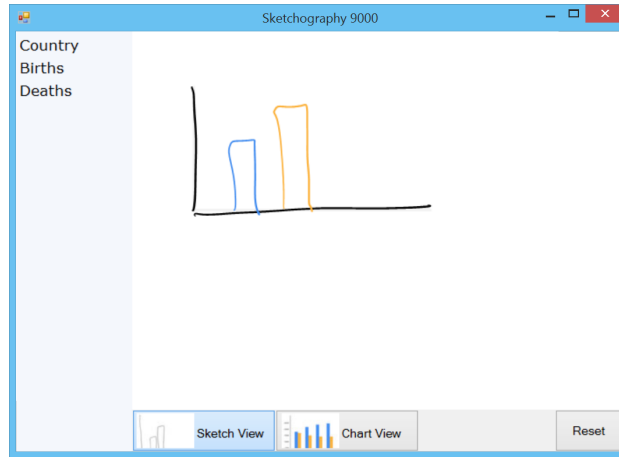 Sketchography 9000
Country
Births
Deaths
Sketch View
Chart View
Reset